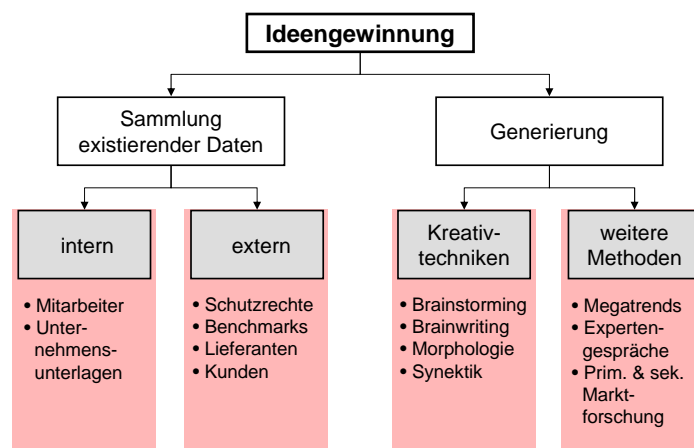 Ideengewinnung
Sammlung
existierender Daten
Generierung
intern
extern
Kreativ-
techniken
weitere
Methoden
• Mitarbeiter
• Unter-
nehmens-
unterlagen
• Schutzrechte
• Benchmarks
• Lieferanten
• Kunden
• Brainstorming
• Brainwriting
• Morphologie
• Synektik
• Megatrends
• Experten-
gespräche
• Prim. & sek.
Markt-
forschung